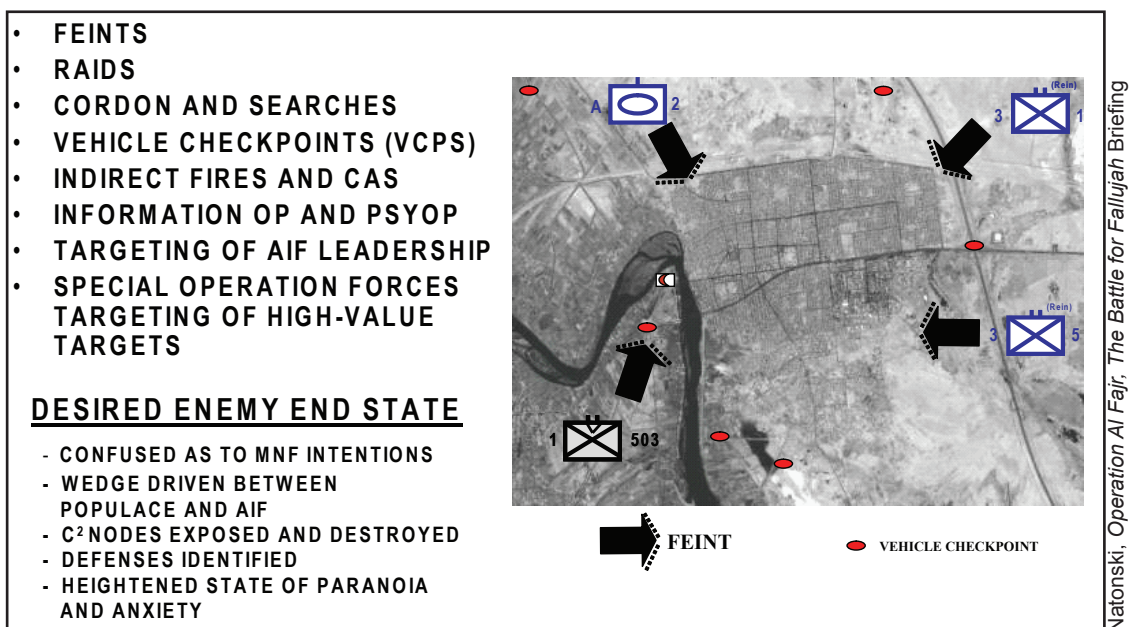 • FEINTS
• RAIDS
• CORDON AND SEARCHES
• VEHICLE CHECKPOINTS (VCPS)
• INDIRECT FIRES AND CAS
• INFORMATION OP AND PSYOP
• TARGETING OF AIF LEADERSHIP
• SPECIAL OPERATION FORCES
TARGETING OF HIGH-VALUE
TARGETS
DESIRED ENEMY END STATE
- CONFUSED AS TO MNF INTENTIONS
- WEDGE DRIVEN BETWEEN
POPULACE AND AIF
- C² NODES EXPOSED AND DESTROYED
- DEFENSES IDENTIFIED
- HEIGHTENED STATE OF PARANOIA
AND ANXIETY
A 2
(Rein)
3 1
(Rein)
3 5
1 503
FEINT
VEHICLE CHECKPOINT
Natonski, Operation Al Fajr, The Battle for Fallujah Briefing